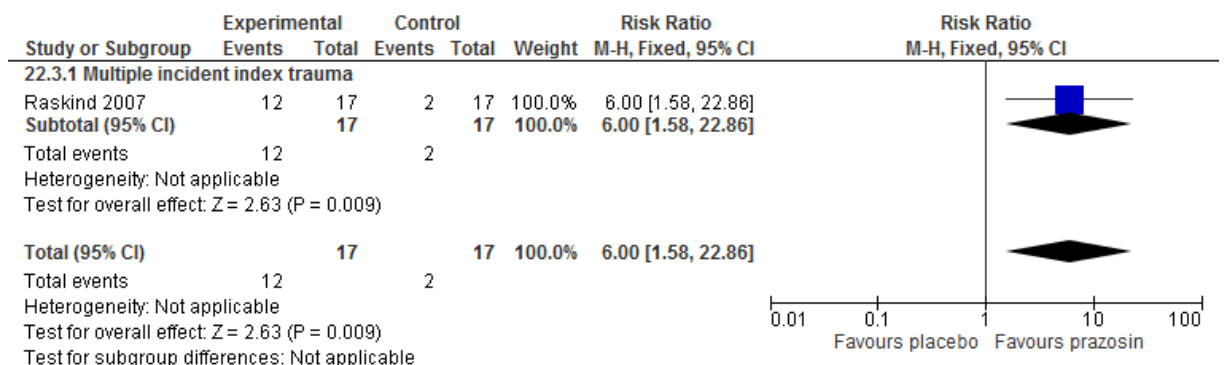 Experimental Control Risk Ratio Risk Ratio
Study or Subgroup Events Total Events Total Weight M-H, Fixed, 95% CI M-H, Fixed, 95% CI
22.3.1 Multiple incident index trauma
Raskind 2007 12 17 2 17 100.0% 6.00 [1.58, 22.86]
Subtotal (95% CI) 17 17 100.0% 6.00 [1.58, 22.86]
Total events 12 2
Heterogeneity: Not applicable
Test for overall effect: Z = 2.63 (P = 0.009)
Total (95% CI) 17 17 100.0% 6.00 [1.58, 22.86]
Total events 12 2
Heterogeneity: Not applicable
Test for overall effect: Z = 2.63 (P = 0.009)
Test for subgroup differences: Not applicable
0.01 0.1 1 10 100
Favours placebo Favours prazosin